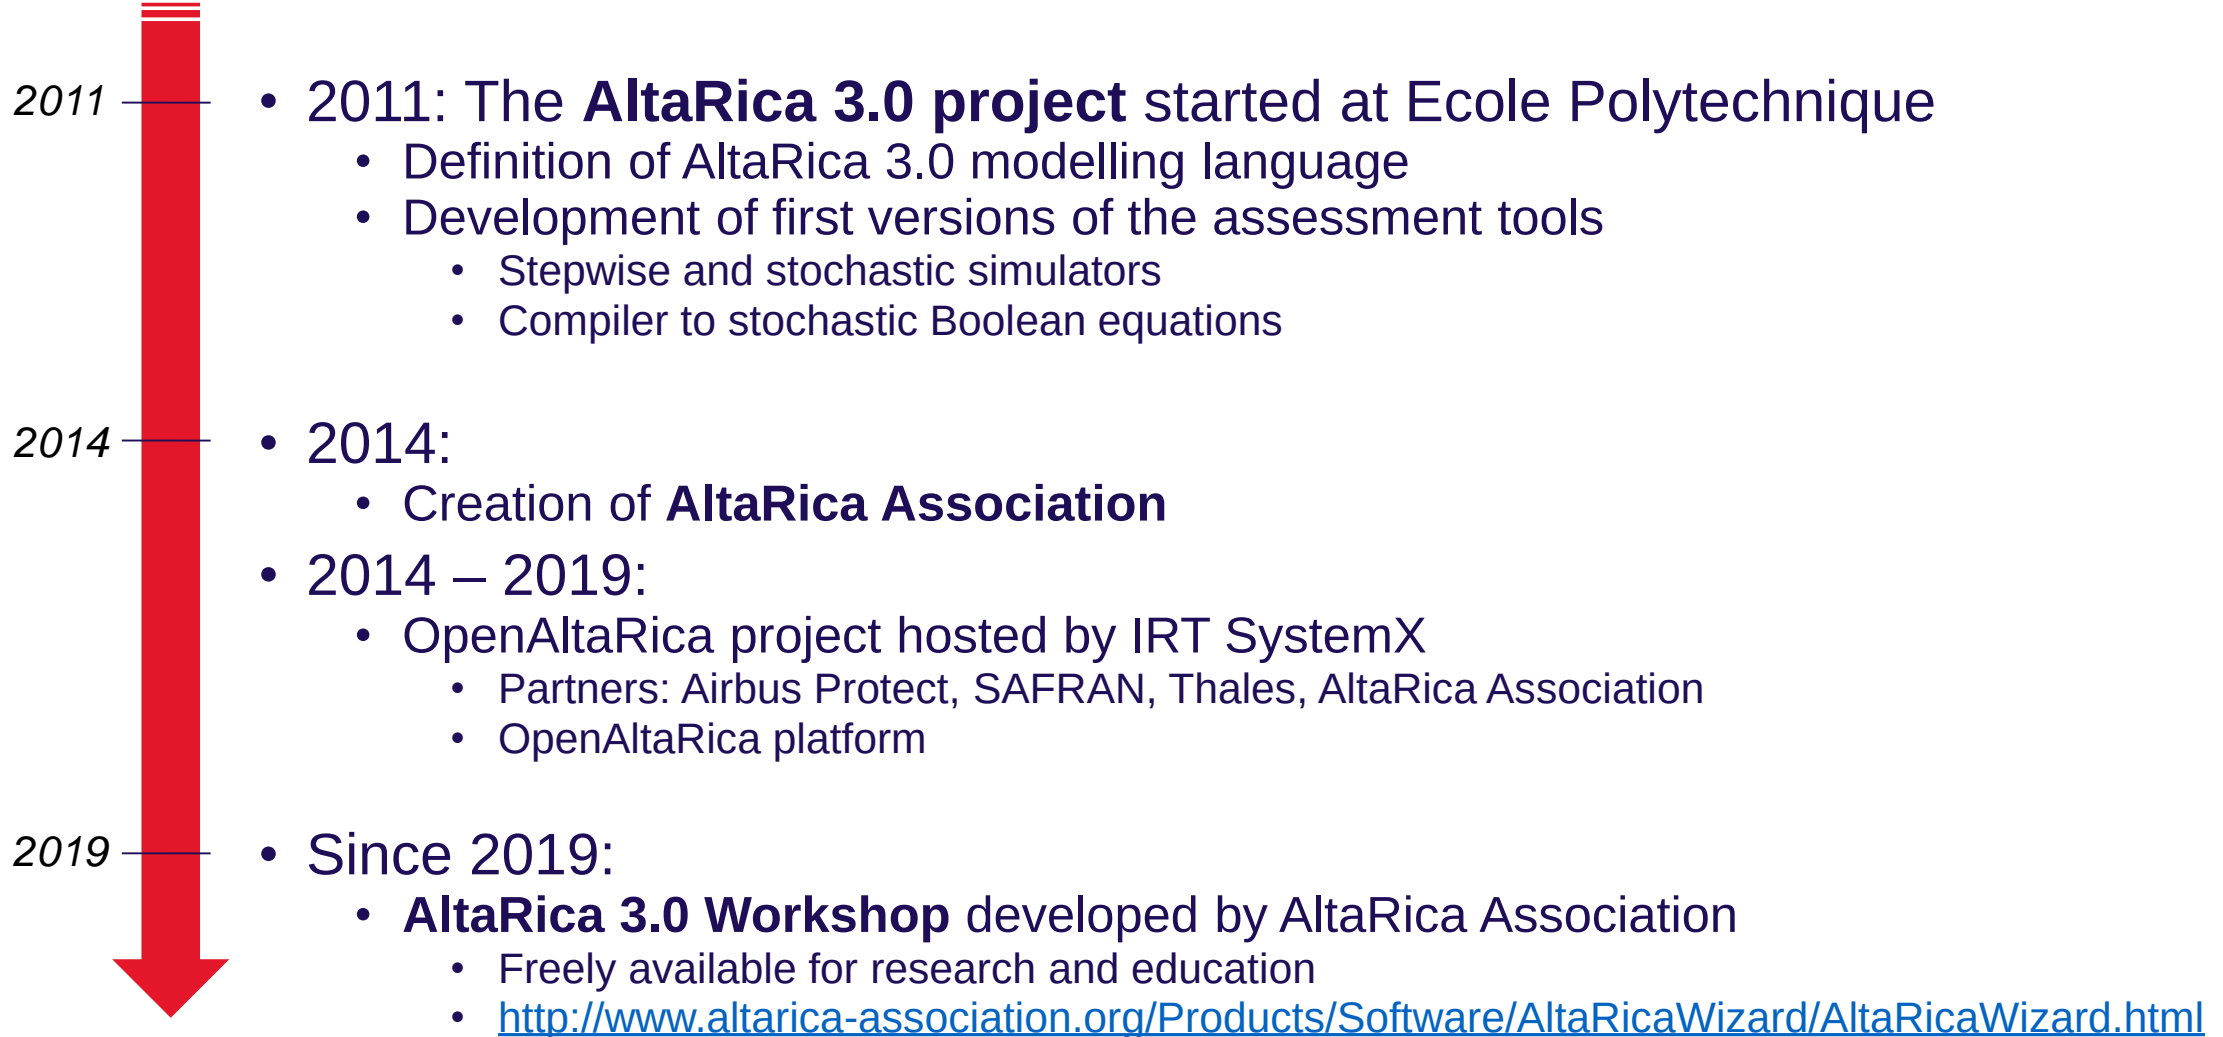 2011
• 2011: The AltaRica 3.0 project started at Ecole Polytechnique
• Definition of AltaRica 3.0 modelling language
• Development of first versions of the assessment tools
• Stepwise and stochastic simulators
• Compiler to stochastic Boolean equations
2014
• 2014:
• Creation of AltaRica Association
• 2014 – 2019:
• OpenAltaRica project hosted by IRT SystemX
• Partners: Airbus Protect, SAFRAN, Thales, AltaRica Association
• OpenAltaRica platform
2019
• Since 2019:
• AltaRica 3.0 Workshop developed by AltaRica Association
• Freely available for research and education
• http://www.altarica-association.org/Products/Software/AltaRicaWizard/AltaRicaWizard.html